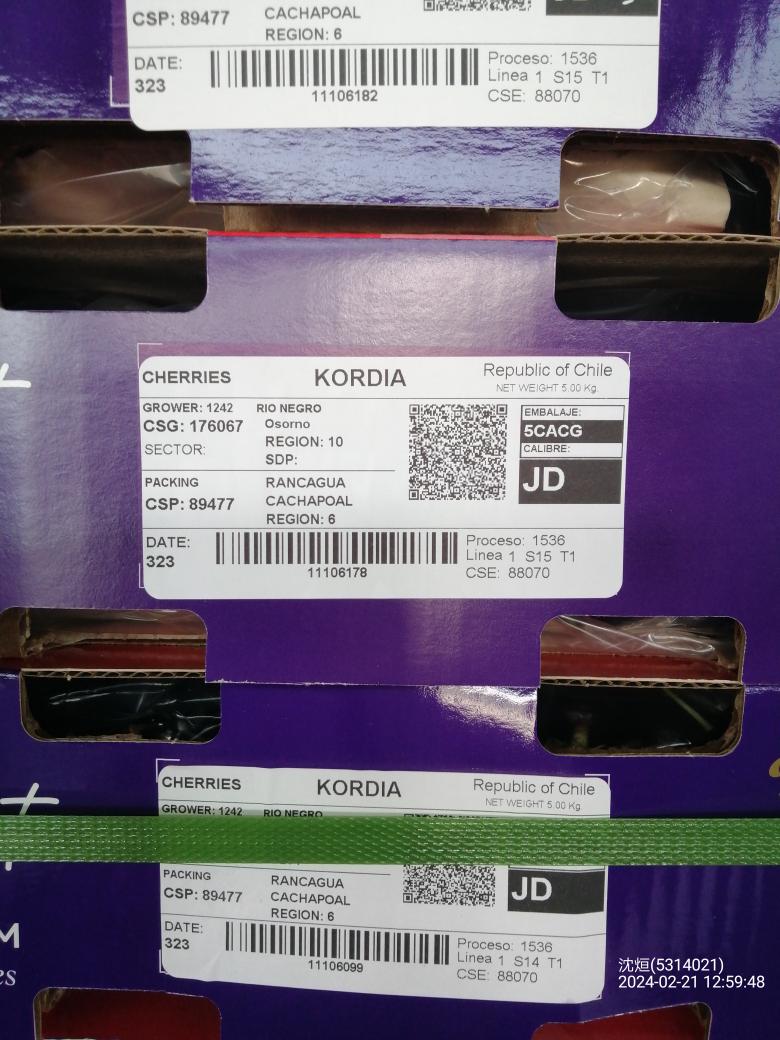 CSP: 89477
CACHAPOAL
REGION: 6
DATE:
323
11106182
Proceso: 1536
Linea 1 S15 T1
CSE: 88070
CHERRIES
KORDIA
Republic of Chile
NET WEIGHT 5.00 Kg.
GROWER: 1242
RIO NEGRO
CSG: 176067
Osorno
SECTOR:
REGION: 10
SDP:
EMBALAJE:
5CACG
CALIBRE:
JD
PACKING
RANCAGUA
CSP: 89477
CACHAPOAL
REGION: 6
DATE:
323
11106178
Proceso: 1536
Linea 1 S15 T1
CSE: 88070
CHERRIES
KORDIA
Republic of Chile
NET WEIGHT 5.00 Kg.
GROWER: 1242
RIO NEGRO
PACKING
RANCAGUA
CSP: 89477
CACHAPOAL
REGION: 6
JD
DATE:
323
11106099
Proceso: 1536
Linea 1 S14 T1
CSE: 88070
沈烜(5314021)
2024-02-21 12:59:48